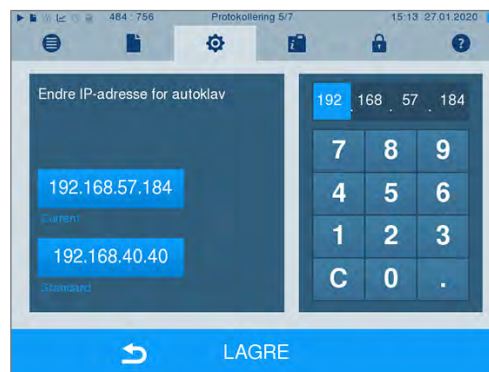 484 : 756 Protokollering 5/7 15:13 27.01.2020
Endre IP-adresse for autoklav
192.168.57.184
Current
192.168.40.40
Standard
192 . 168 . 57 . 184
7 8 9
4 5 6
1 2 3
C 0 .
LAGRE